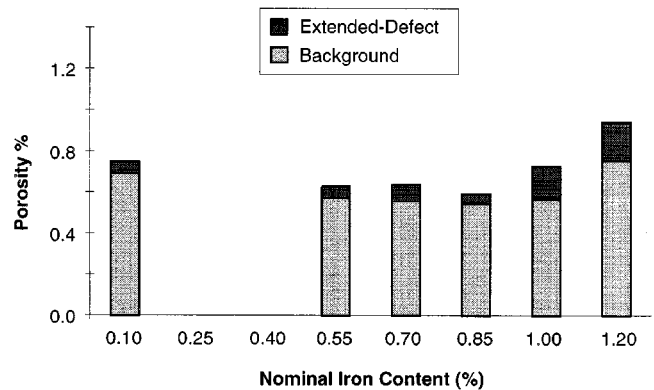 Extended-Defect
Background
1.2
0.8
0.4
0.0
Porosity %
0.10 0.25 0.40 0.55 0.70 0.85 1.00 1.20
Nominal Iron Content (%)